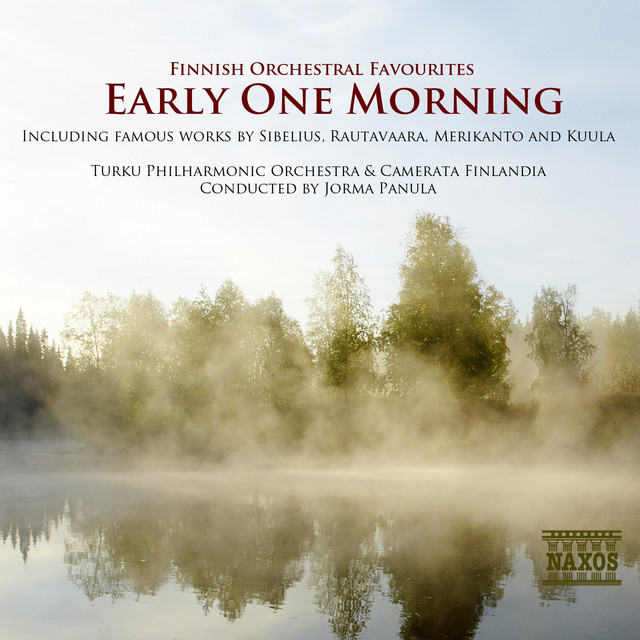 Finnish Orchestral Favourites
Early One Morning
Including famous works by Sibelius, Rautavaara, Merikanto and Kuula
Turku Philharmonic Orchestra & Camerata Finlandia
Conducted by Jorma Panula
NAXOS